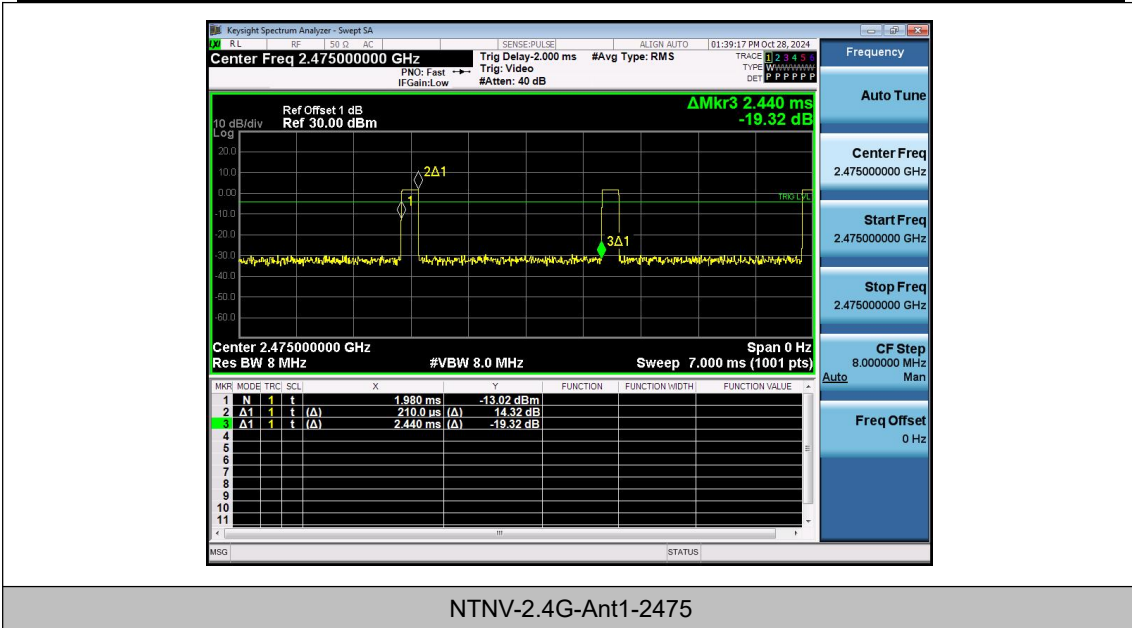 Keysight Spectrum Analyzer - Swept SA
LXI RL RF 50 Ω AC SENSE:PULSE ALIGN AUTO 01:39:17 PM Oct 28, 2024
Center Freq 2.475000000 GHz
PNO: Fast
IFGain:Low
Trig Delay-2.000 ms
Trig: Video
#Atten: 40 dB
#Avg Type: RMS
TRACE 1 2 3 4 5 6
TYPE WWWWWW
DET P P P P P P
ΔMkr3 2.440 ms
-19.32 dB
Ref Offset 1 dB
10 dB/div Ref 30.00 dBm
Log
20.0
10.0
0.00
-10.0
-20.0
-30.0
-40.0
-50.0
-60.0
2Δ1
1
3Δ1
TRIG LVL
Center 2.475000000 GHz Span 0 Hz
Res BW 8 MHz #VBW 8.0 MHz Sweep 7.000 ms (1001 pts)
MKR MODE TRC SCL X Y FUNCTION FUNCTION WIDTH FUNCTION VALUE
1 N 1 t 1.980 ms -13.02 dBm
2 Δ1 1 t (Δ) 210.0 µs (Δ) 14.32 dB
3 Δ1 1 t (Δ) 2.440 ms (Δ) -19.32 dB
4
5
6
7
8
9
10
11
MSG STATUS
Frequency
Auto Tune
Center Freq
2.475000000 GHz
Start Freq
2.475000000 GHz
Stop Freq
2.475000000 GHz
CF Step
8.000000 MHz
Auto Man
Freq Offset
0 Hz
NTNV-2.4G-Ant1-2475